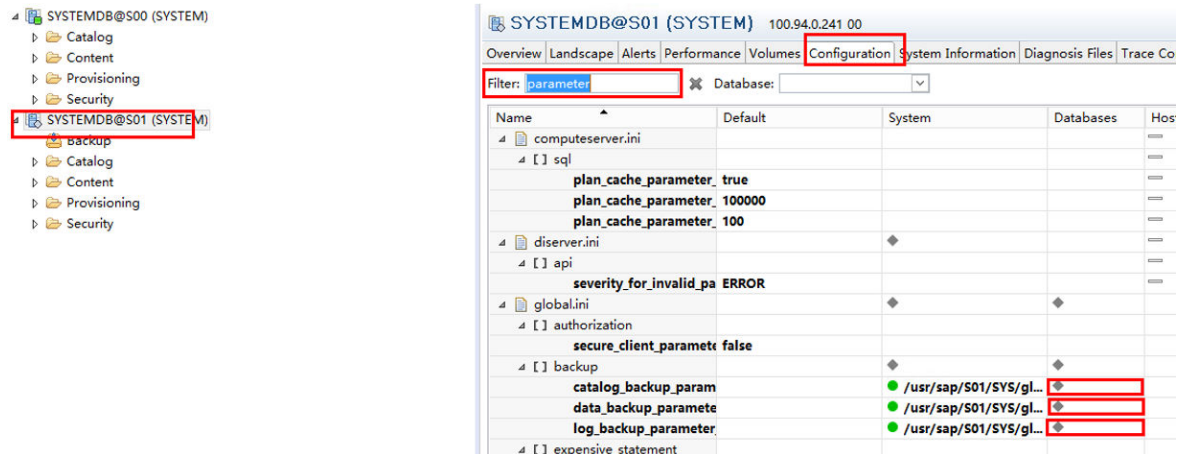 SYSTEMDB@S00 (SYSTEM)
Catalog
Content
Provisioning
Security
SYSTEMDB@S01 (SYSTEM)
Backup
Catalog
Content
Provisioning
Security
SYSTEMDB@S01 (SYSTEM) 100.94.0.241 00
Overview Landscape Alerts Performance Volumes Configuration System Information Diagnosis Files Trace Co
Filter: parameter Database:
Name Default System Databases Hos
computeserver.ini
[ ] sql
plan_cache_parameter_ true
plan_cache_parameter_ 100000
plan_cache_parameter_ 100
diserver.ini
[ ] api
severity_for_invalid_pa ERROR
global.ini
[ ] authorization
secure_client_paramete false
[ ] backup
catalog_backup_param /usr/sap/S01/SYS/gl...
data_backup_paramete /usr/sap/S01/SYS/gl...
log_backup_parameter_ /usr/sap/S01/SYS/gl...
[ ] expensive_statement